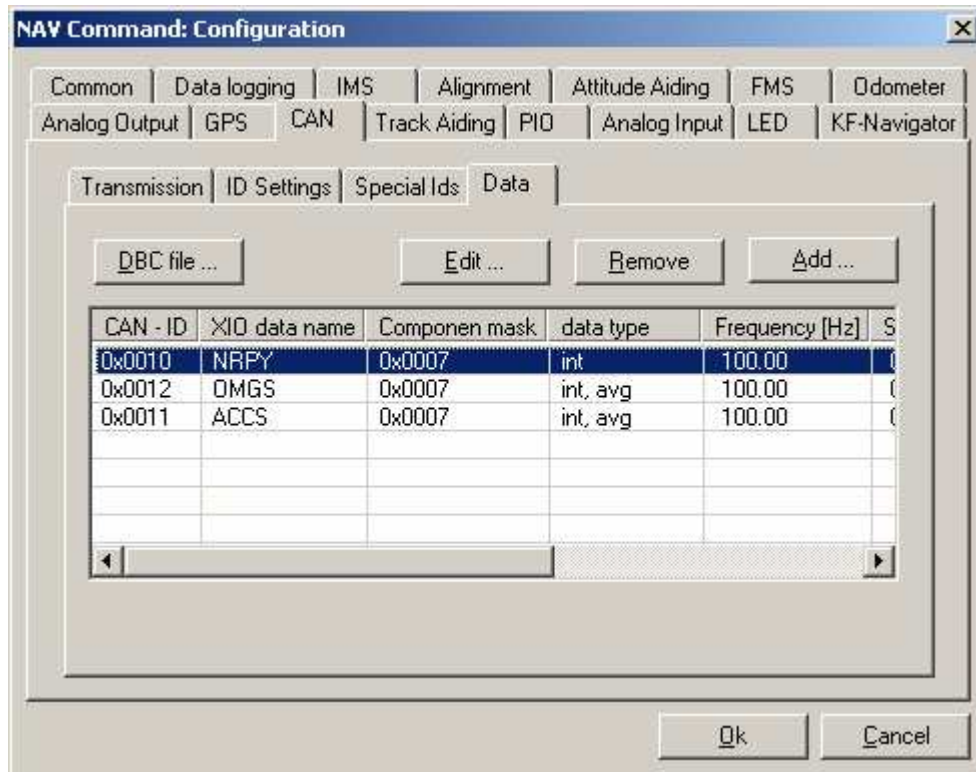 NAV Command: Configuration
Common Data logging IMS Alignment Attitude Aiding FMS Odometer
Analog Output GPS CAN Track Aiding PIO Analog Input LED KF-Navigator
Transmission ID Settings Special Ids Data
DBC file ... Edit ... Remove Add ...
CAN - ID XIO data name Componen mask data type Frequency [Hz] S
0x0010 NRPY 0x0007 int 100.00
0x0012 OMGS 0x0007 int, avg 100.00
0x0011 ACCS 0x0007 int, avg 100.00
Ok Cancel